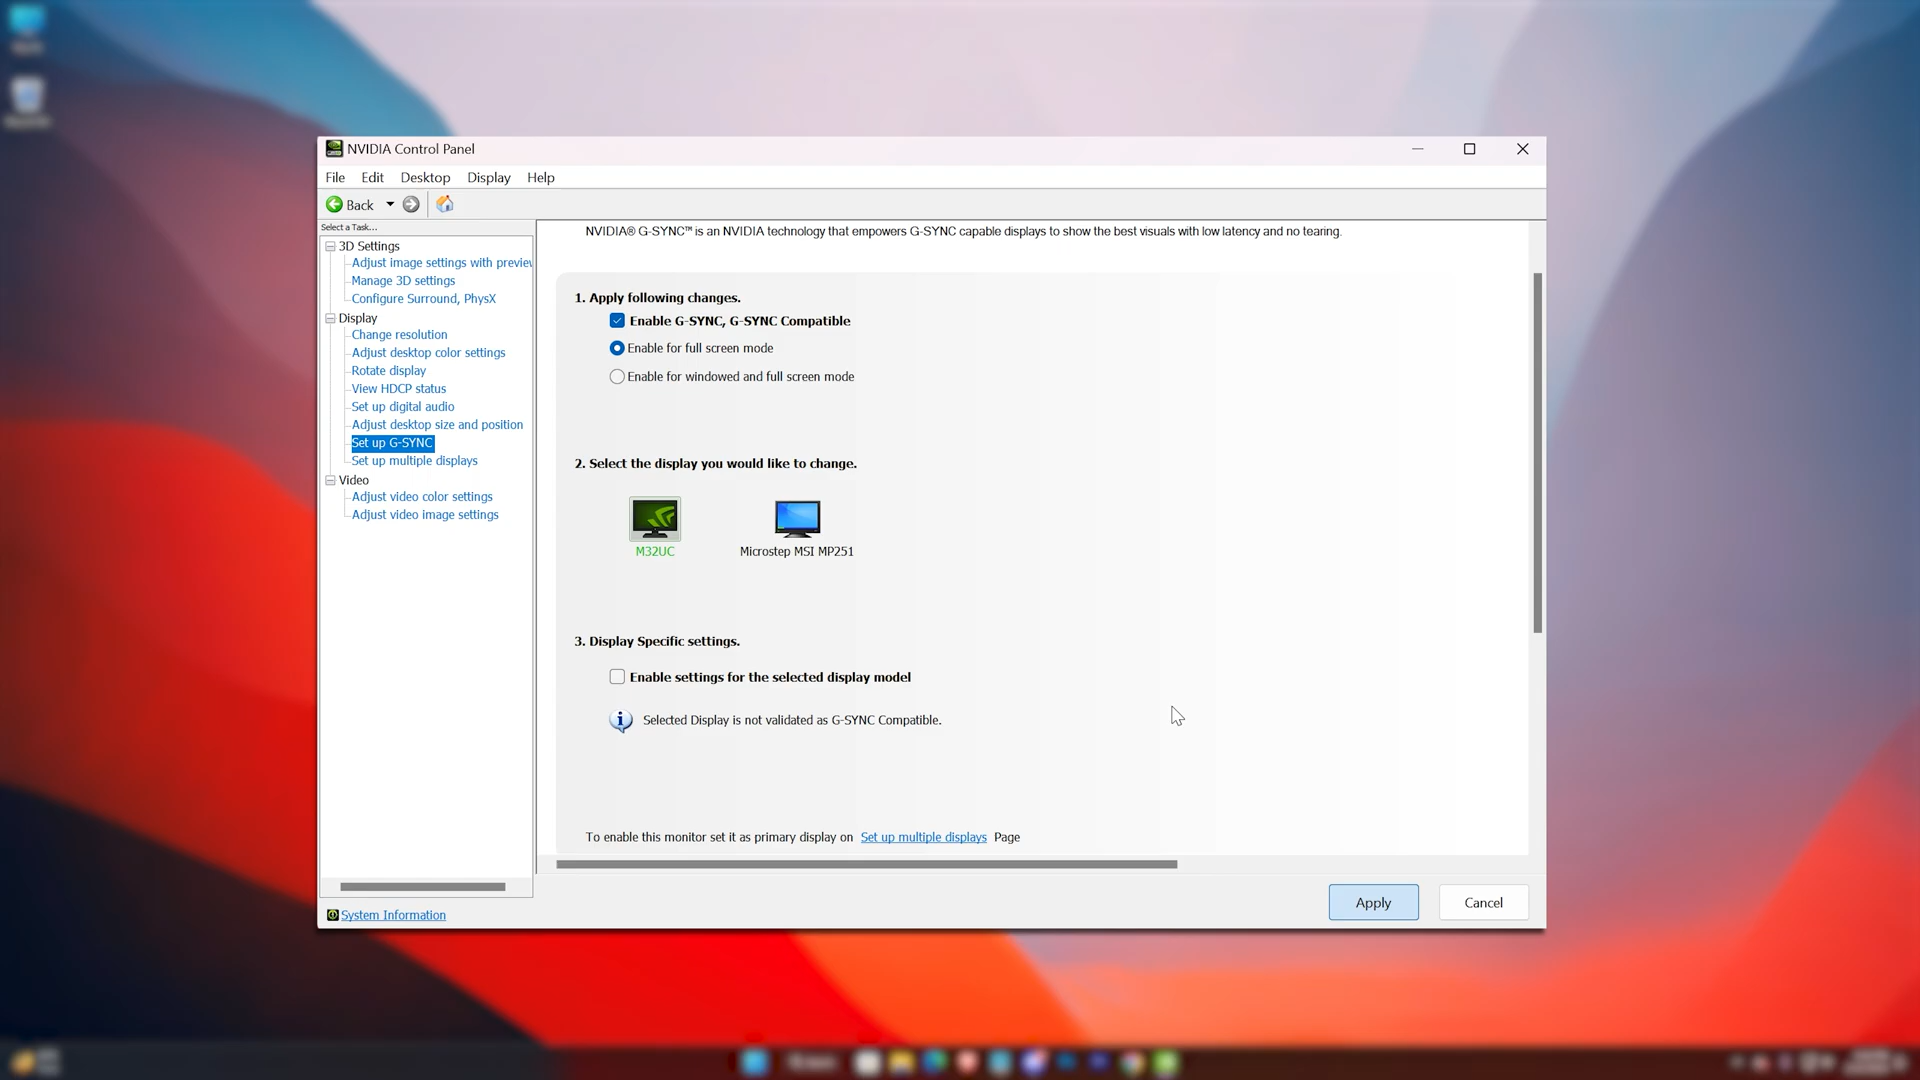 NVIDIA Control Panel
File Edit Desktop Display Help
Back
Select a Task...
3D Settings
Adjust image settings with preview
Manage 3D settings
Configure Surround, PhysX
Display
Change resolution
Adjust desktop color settings
Rotate display
View HDCP status
Set up digital audio
Adjust desktop size and position
Set up G-SYNC
Set up multiple displays
Video
Adjust video color settings
Adjust video image settings
System Information
NVIDIA® G-SYNC™ is an NVIDIA technology that empowers G-SYNC capable displays to show the best visuals with low latency and no tearing.
1. Apply following changes.
Enable G-SYNC, G-SYNC Compatible
Enable for full screen mode
Enable for windowed and full screen mode
2. Select the display you would like to change.
M32UC
Microstep MSI MP251
3. Display Specific settings.
Enable settings for the selected display model
Selected Display is not validated as G-SYNC Compatible.
To enable this monitor set it as primary display on Set up multiple displays Page
Apply
Cancel